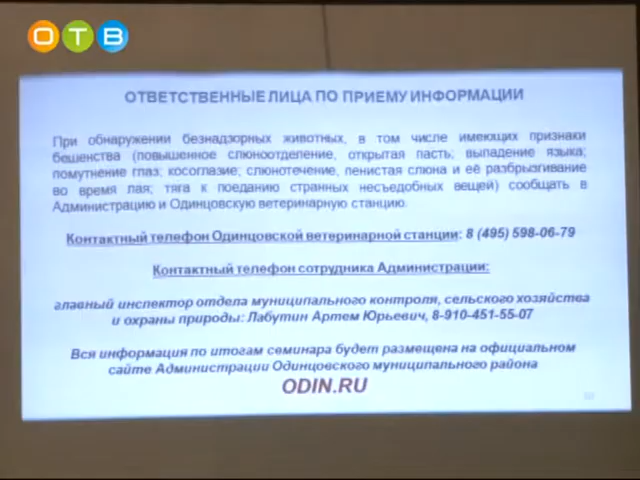 ОТВ
ОТВЕТСТВЕННЫЕ ЛИЦА ПО ПРИЕМУ ИНФОРМАЦИИ
При обнаружении безнадзорных животных, в том числе имеющих признаки
бешенства (повышенное слюноотделение, открытая пасть; выпадение языка;
помутнение глаз; косоглазие; слюнотечение, пенистая слюна и её разбрызгивание
во время лая; тяга к поеданию странных несъедобных вещей) сообщать в
Администрацию и Одинцовскую ветеринарную станцию.
Контактный телефон Одинцовской ветеринарной станции: 8 (495) 598-06-79
Контактный телефон сотрудника Администрации:
главный инспектор отдела муниципального контроля, сельского хозяйства
и охраны природы: Лабутин Артем Юрьевич, 8-910-451-55-07
Вся информация по итогам семинара будет размещена на официальном
сайте Администрации Одинцовского муниципального района
ODIN.RU